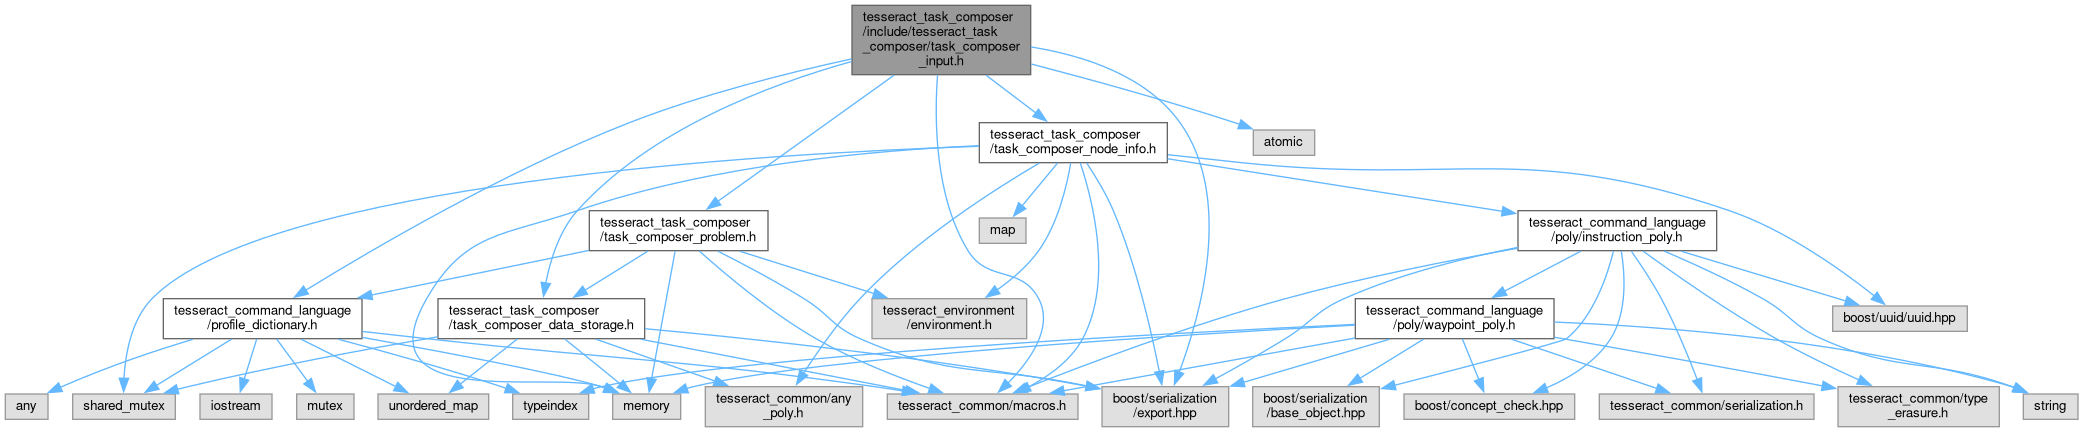 tesseract_task_composer
/include/tesseract_task
_composer/task_composer
_input.h
tesseract_task_composer
/task_composer_node_info.h
atomic
tesseract_task_composer
/task_composer_problem.h
map
tesseract_command_language
/poly/instruction_poly.h
tesseract_command_language
/profile_dictionary.h
tesseract_task_composer
/task_composer_data_storage.h
tesseract_environment
/environment.h
tesseract_command_language
/poly/waypoint_poly.h
boost/uuid/uuid.hpp
any
shared_mutex
iostream
mutex
unordered_map
typeindex
memory
tesseract_common/any
_poly.h
tesseract_common/macros.h
boost/serialization
/export.hpp
boost/serialization
/base_object.hpp
boost/concept_check.hpp
tesseract_common/serialization.h
tesseract_common/type
_erasure.h
string